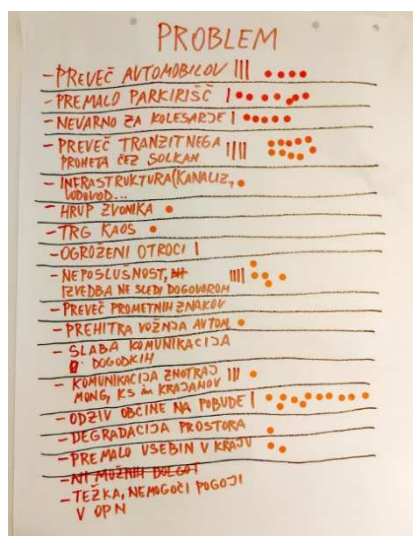 PROBLEM
- PREVEČ AVTOMOBILOV |||
- PREMALO PARKIRIŠČ |
- NEVARNO ZA KOLESARJE |
- PREVEČ TRANZITNEGA ||||
PROMETA ČEZ SOLKAN
- INFRASTRUKTURA (KANALIZ.,
VODOVOD...
- HRUP ZVONIKA
- TRG KAOS
- OGROŽENI OTROCI |
- NEPOSLUŠNOST, ||||
IZVEDBA NE SLEDI DOGOVOROM
- PREVEČ PROMETNIH ZNAKOV
- PREHITRA VOŽNJA AVTOM.
- SLABA KOMUNIKACIJA
O DOGODKIH
- KOMUNIKACIJA ZNOTRAJ |||
MONG, KS in KRAJANOV
- ODZIV OBČINE NA POBUDE |
- DEGRADACIJA PROSTORA
- PREMALO VSEBIN V KRAJU
- NI MOŽNIH DOLGO
- TEŽKA, NEMOGOČI POGOJI
V OPN